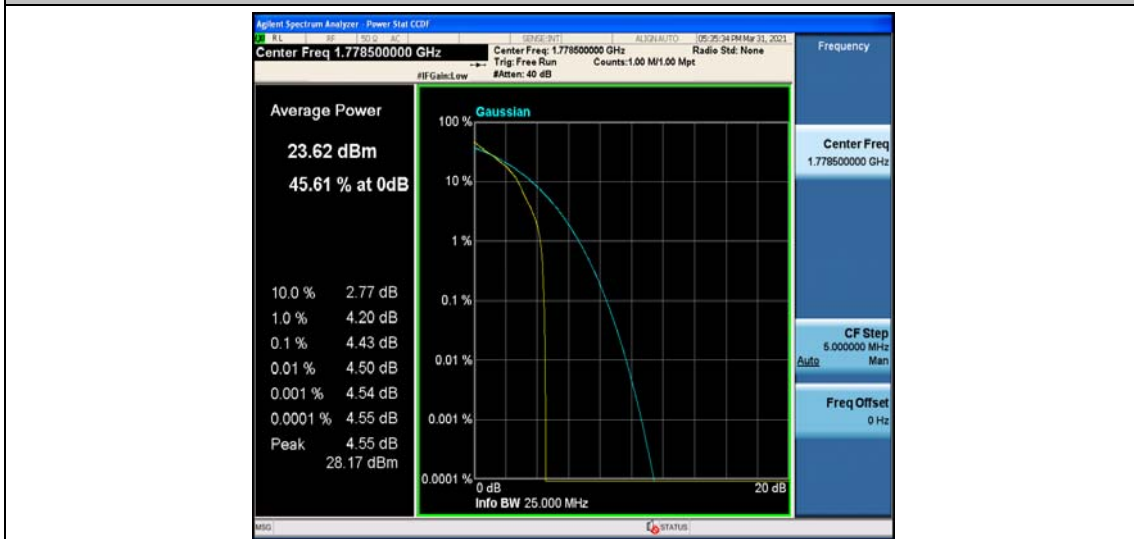 Agilent Spectrum Analyzer - Power Stat CCDF
RL RF 50 Ω AC SENSE:INT ALIGN AUTO 05:35:34 PM Mar 31, 2021
Center Freq 1.778500000 GHz
Center Freq: 1.778500000 GHz Radio Std: None
Trig: Free Run Counts:1.00 M/1.00 Mpt
#IFGain:Low #Atten: 40 dB
Frequency
Average Power
23.62 dBm
45.61 % at 0dB
10.0 % 2.77 dB
1.0 % 4.20 dB
0.1 % 4.43 dB
0.01 % 4.50 dB
0.001 % 4.54 dB
0.0001 % 4.55 dB
Peak 4.55 dB
28.17 dBm
Gaussian
100 %
10 %
1 %
0.1 %
0.01 %
0.001 %
0.0001 %
0 dB 20 dB
Info BW 25.000 MHz
Center Freq
1.778500000 GHz
CF Step
5.000000 MHz
Auto Man
Freq Offset
0 Hz
MSG STATUS